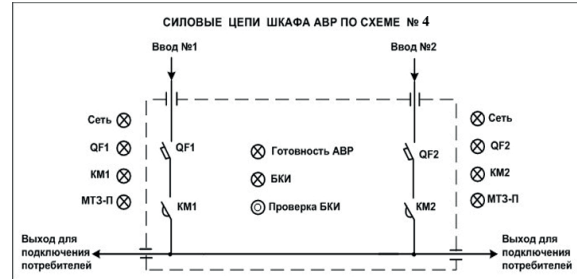 СИЛОВЫЕ ЦЕПИ ШКАФА АВР ПО СХЕМЕ № 4
Ввод №1
Ввод №2
Сеть
QF1
КМ1
МТЗ-П
QF1
КМ1
Готовность АВР
БКИ
Проверка БКИ
QF2
КМ2
Сеть
QF2
КМ2
МТЗ-П
Выход для
подключения
потребителей
Выход для
подключения
потребителей